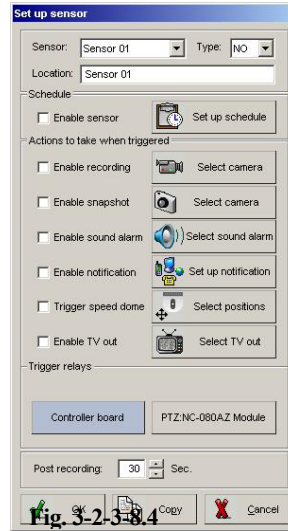 Set up sensor
Sensor: Sensor 01 Type: NO
Location: Sensor 01
Schedule
Enable sensor Set up schedule
Actions to take when triggered
Enable recording Select camera
Enable snapshot Select camera
Enable sound alarm Select sound alarm
Enable notification Set up notification
Trigger speed dome Select positions
Enable TV out Select TV out
Trigger relays
Controller board PTZ:NC-080AZ Module
Post recording: 30 Sec.
OK Copy Cancel
Fig. 3-2-3-8.4